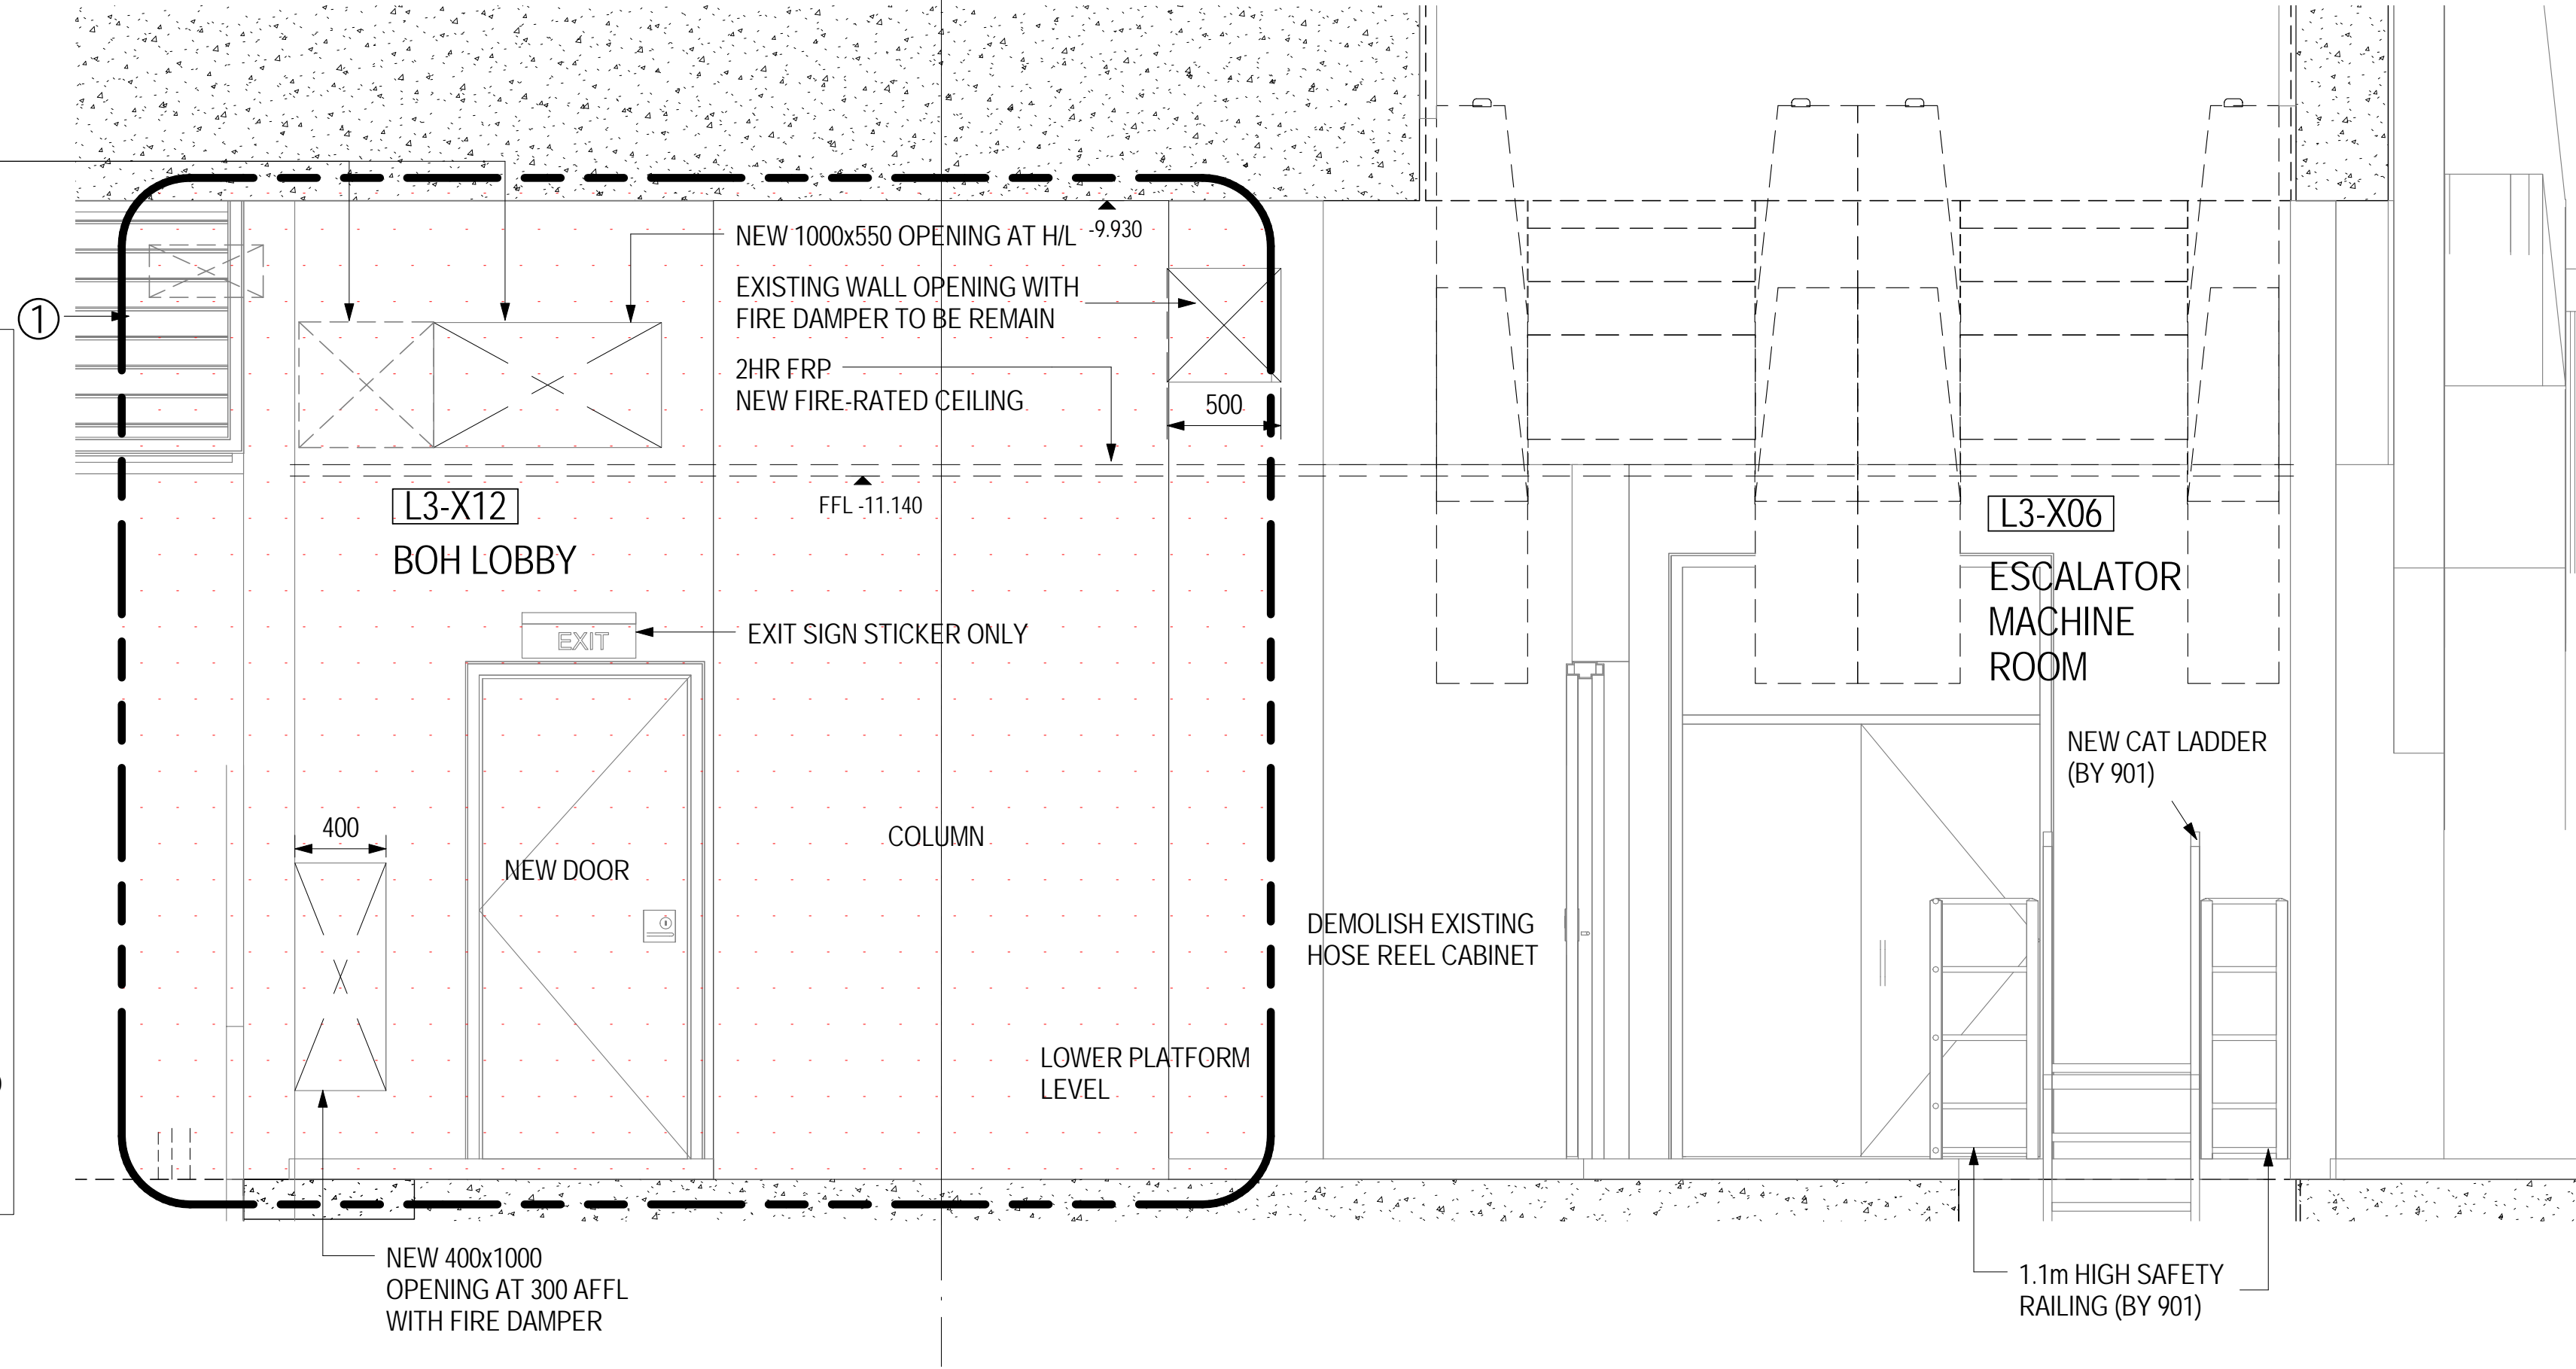 NEW 1000x550 OPENING AT H/L
-9.930
EXISTING WALL OPENING WITH
FIRE DAMPER TO BE REMAIN
1
2HR FRP
NEW FIRE-RATED CEILING
500
L3-X12
BOH LOBBY
FFL -11.140
L3-X06
ESCALATOR
MACHINE
ROOM
EXIT
EXIT SIGN STICKER ONLY
NEW CAT LADDER
(BY 901)
400
NEW DOOR
COLUMN
DEMOLISH EXISTING
HOSE REEL CABINET
LOWER PLATFORM
LEVEL
NEW 400x1000
OPENING AT 300 AFFL
WITH FIRE DAMPER
1.1m HIGH SAFETY
RAILING (BY 901)